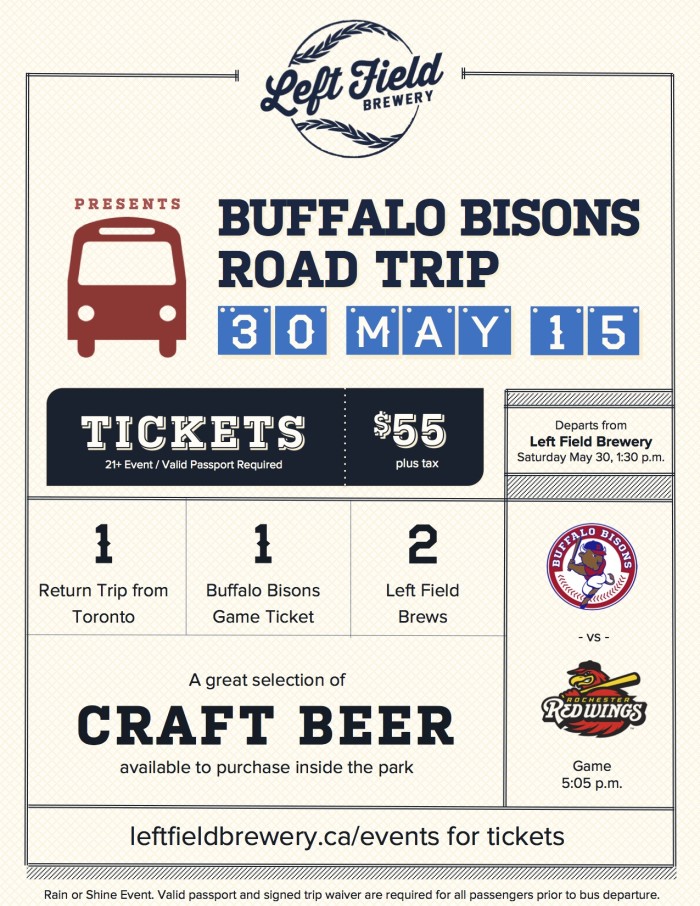 Left Field
BREWERY
PRESENTS
BUFFALO BISONS
ROAD TRIP
30 MAY 15
TICKETS
21+ Event / Valid Passport Required
$55
plus tax
Departs from
Left Field Brewery
Saturday May 30, 1:30 p.m.
1
Return Trip from
Toronto
1
Buffalo Bisons
Game Ticket
2
Left Field
Brews
BUFFALO BISONS
- vs -
ROCHESTER
RED WINGS
Game
5:05 p.m.
A great selection of
CRAFT BEER
available to purchase inside the park
leftfieldbrewery.ca/events for tickets
Rain or Shine Event. Valid passport and signed trip waiver are required for all passengers prior to bus departure.